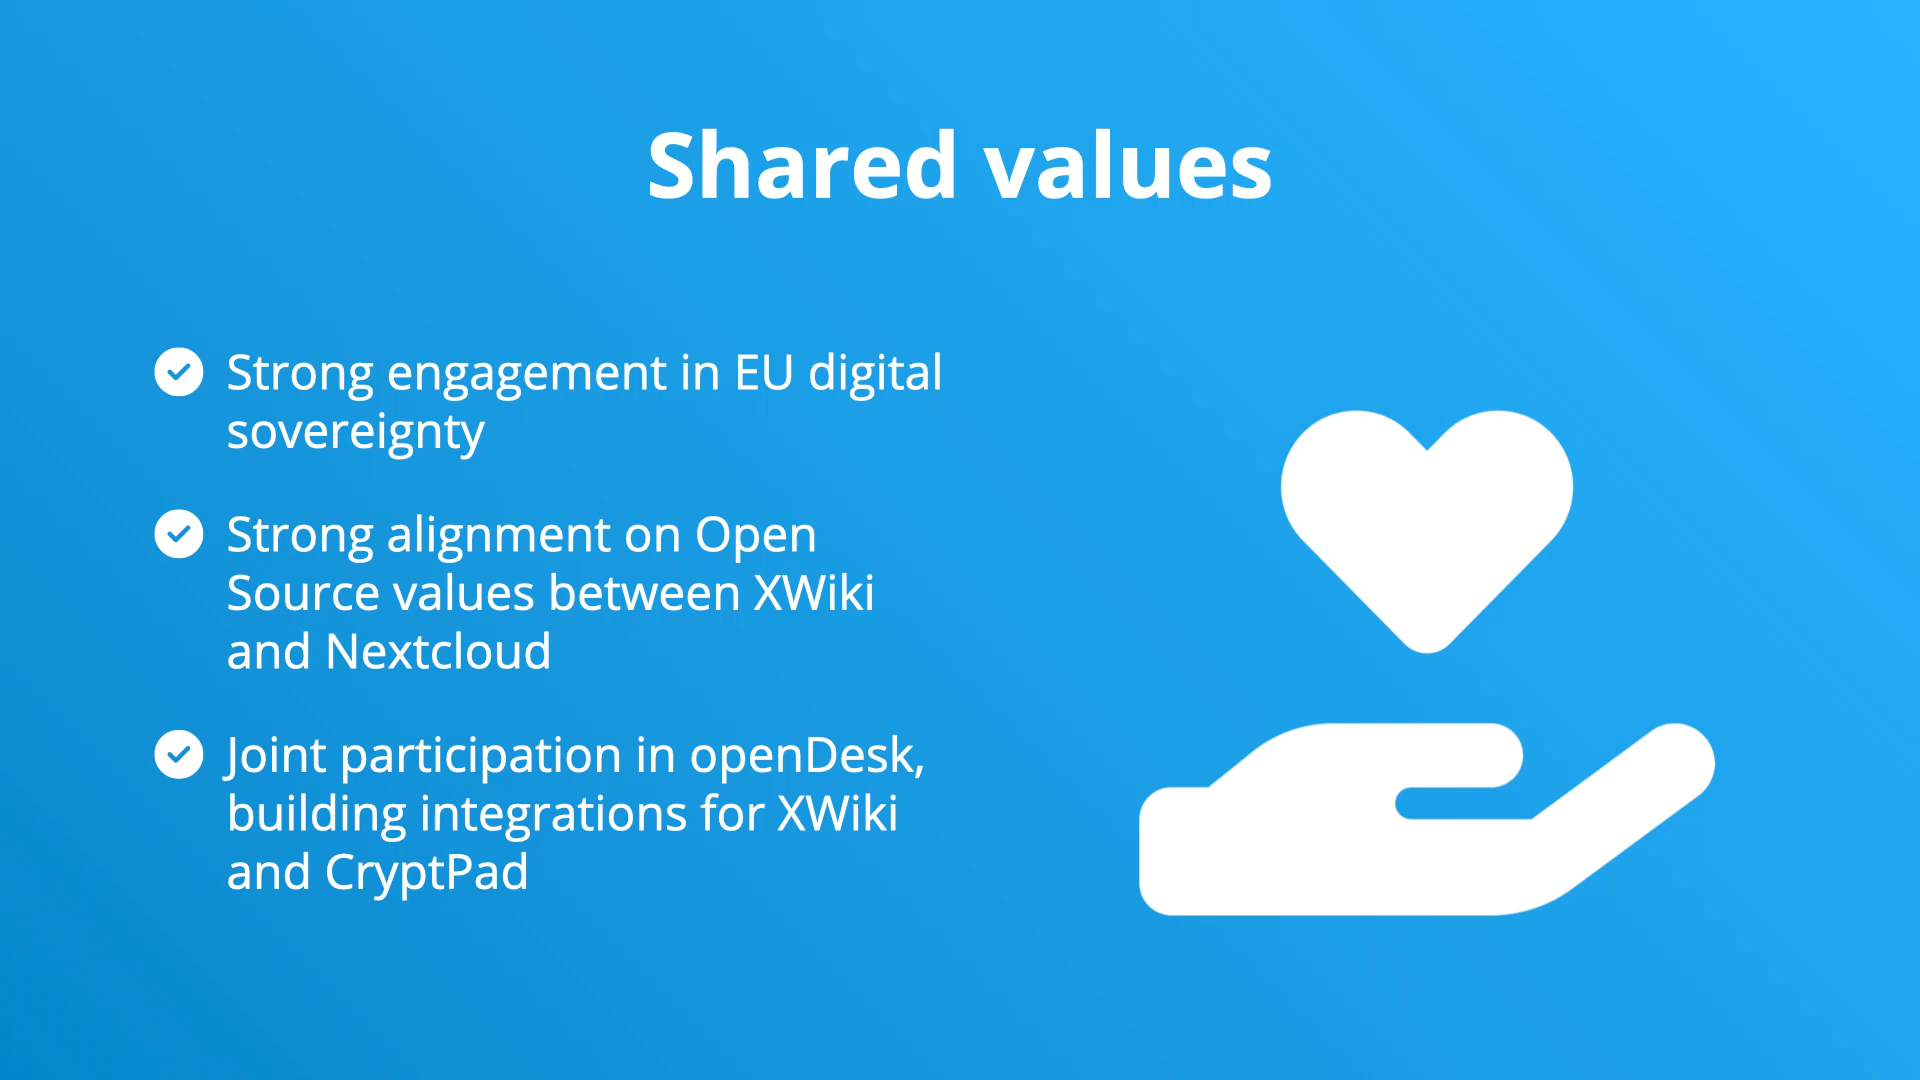 Shared values
Strong engagement in EU digital
sovereignty
Strong alignment on Open
Source values between XWiki
and Nextcloud
Joint participation in openDesk,
building integrations for XWiki
and CryptPad